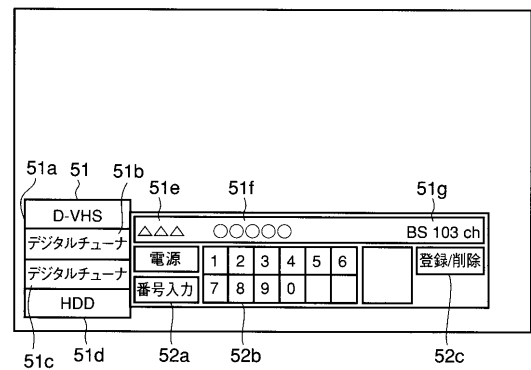 51 51b
51a
51e 51f 51g
D-VHS
デジタルチューナ
デジタルチューナ
HDD
△△△ ○○○○○ BS 103 ch
電源 1 2 3 4 5 6 登録/削除
番号入力 7 8 9 0
51c 51d 52a 52b 52c